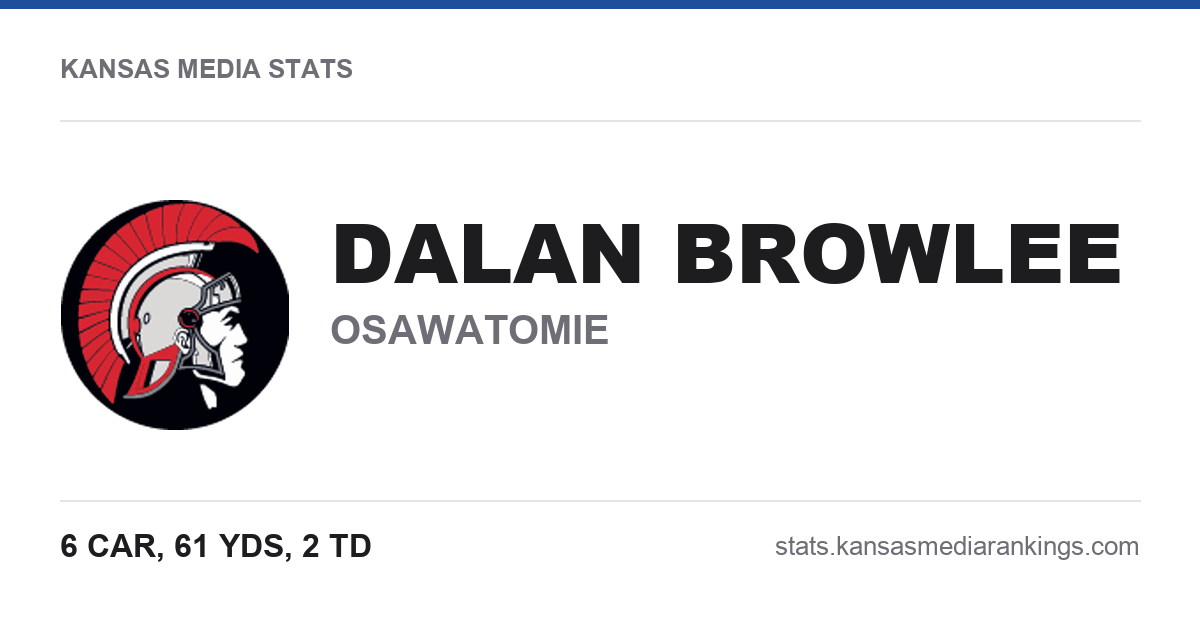 KANSAS MEDIA STATS
DALAN BROWLEE
OSAWATOMIE
6 CAR, 61 YDS, 2 TD
stats.kansasmediarankings.com